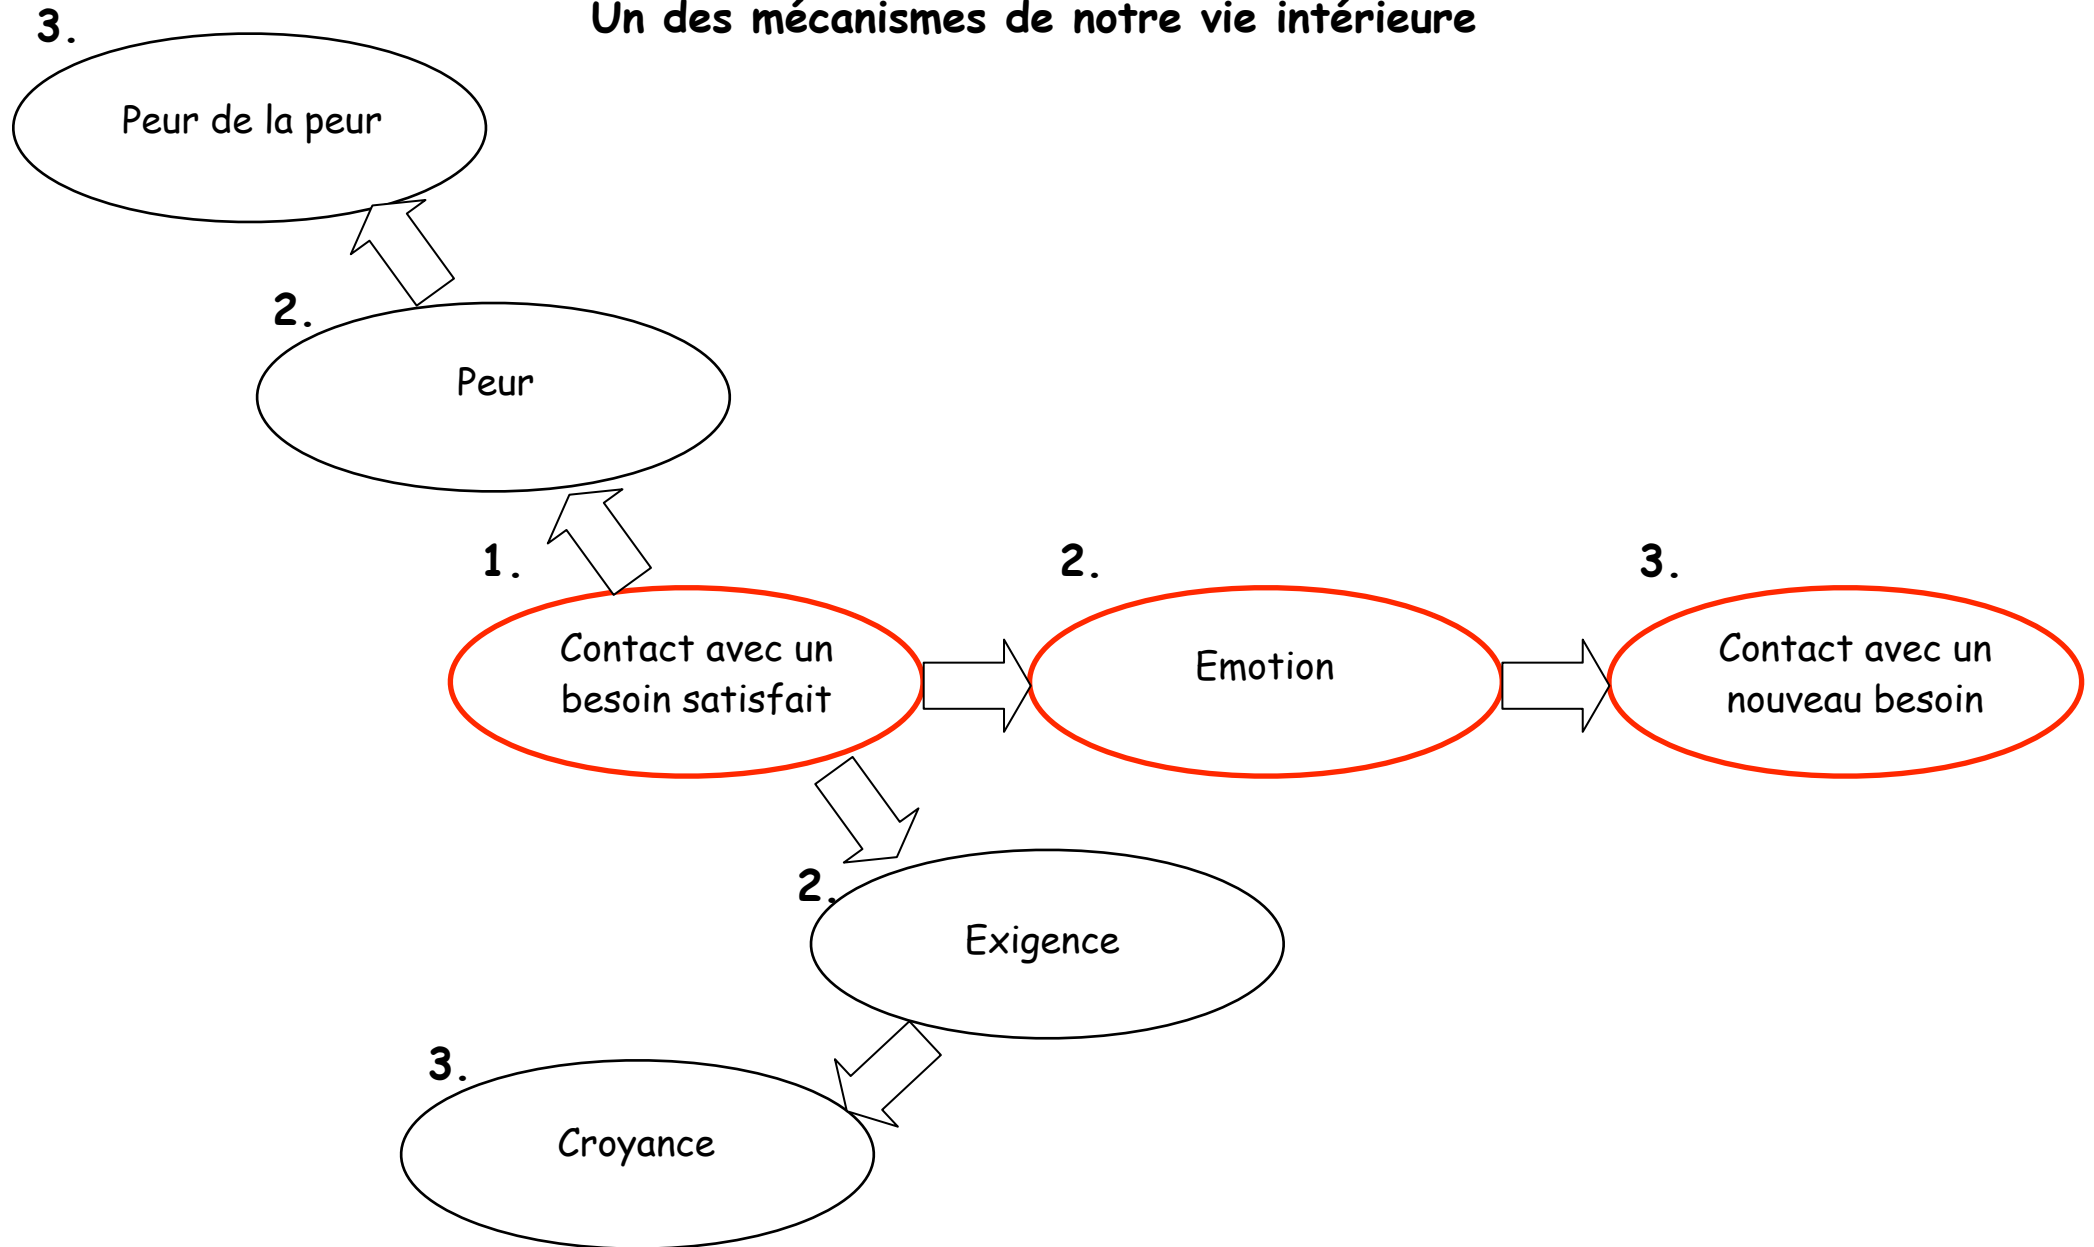 Un des mécanismes de notre vie intérieure
3.
Peur de la peur
2.
Peur
1.
Contact avec un
besoin satisfait
2.
Emotion
3.
Contact avec un
nouveau besoin
2.
Exigence
3.
Croyance